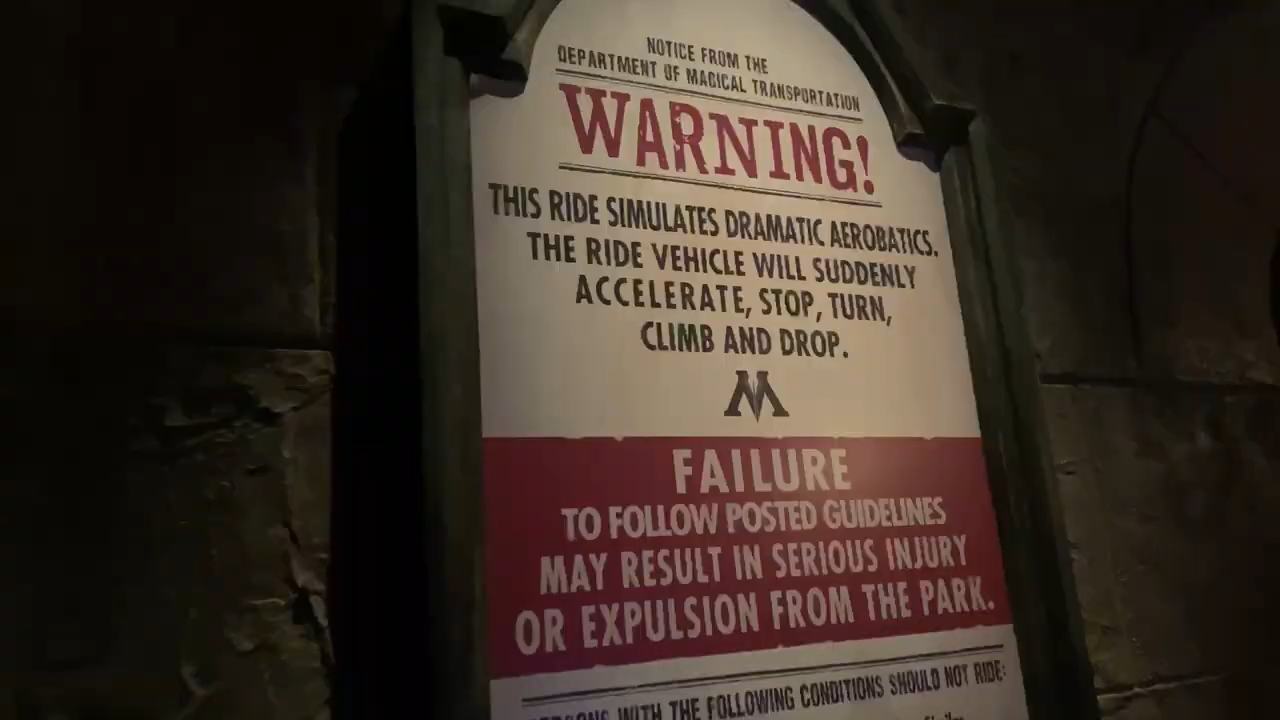 NOTICE FROM THE
DEPARTMENT OF MAGICAL TRANSPORTATION
WARNING!
THIS RIDE SIMULATES DRAMATIC AEROBATICS.
THE RIDE VEHICLE WILL SUDDENLY
ACCELERATE, STOP, TURN,
CLIMB AND DROP.
M
FAILURE
TO FOLLOW POSTED GUIDELINES
MAY RESULT IN SERIOUS INJURY
OR EXPULSION FROM THE PARK.
PERSONS WITH THE FOLLOWING CONDITIONS SHOULD NOT RIDE: